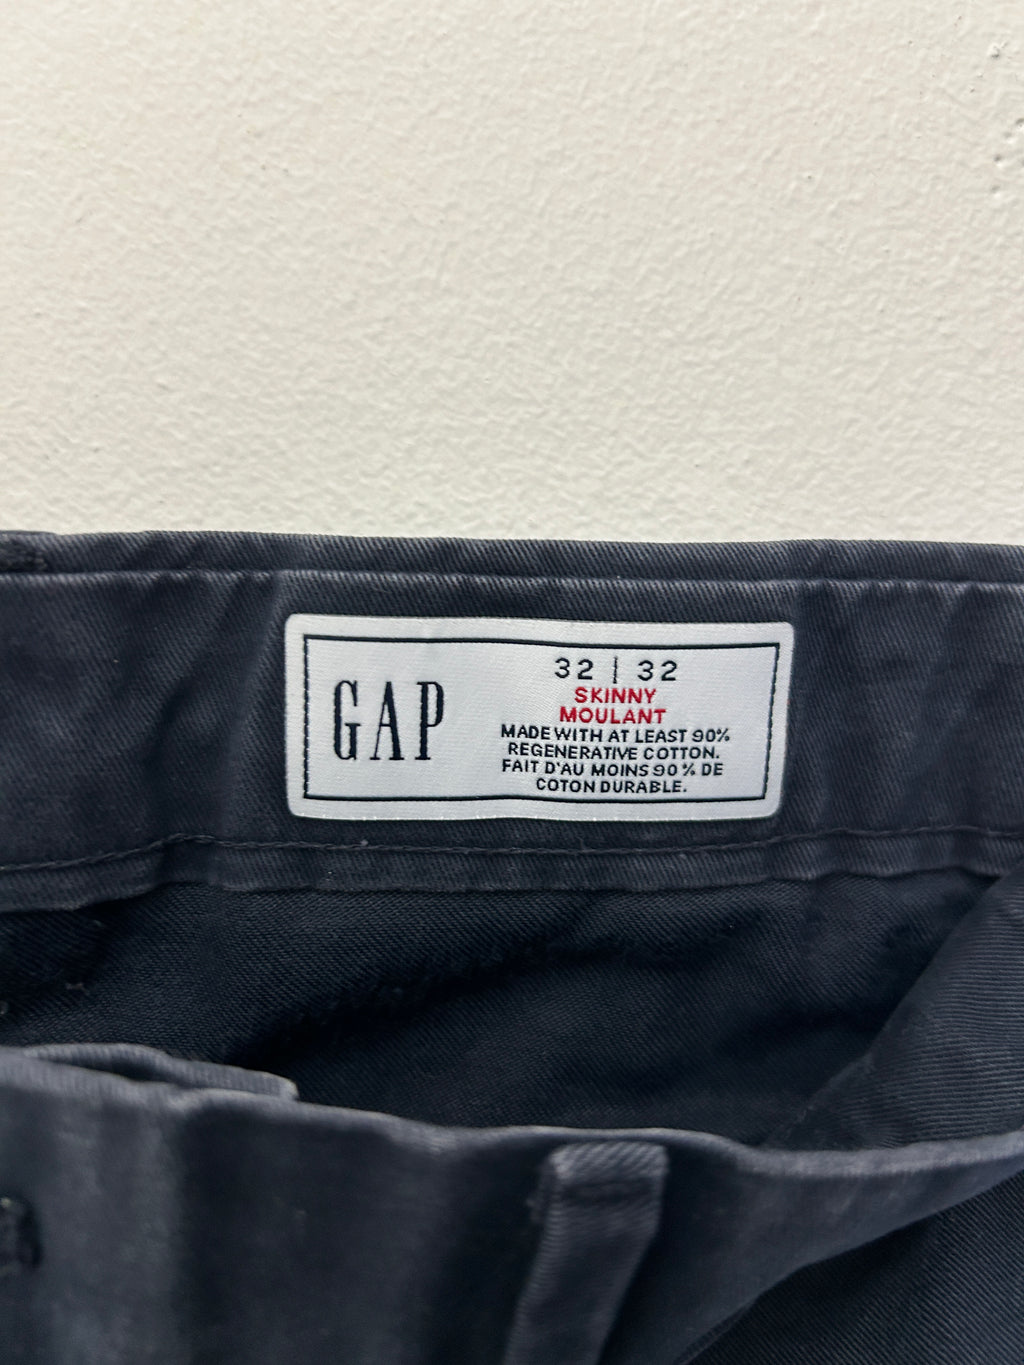 GAP
32 | 32
SKINNY
MOULANT
MADE WITH AT LEAST 90%
REGENERATIVE COTTON.
FAIT D'AU MOINS 90% DE
COTON DURABLE.